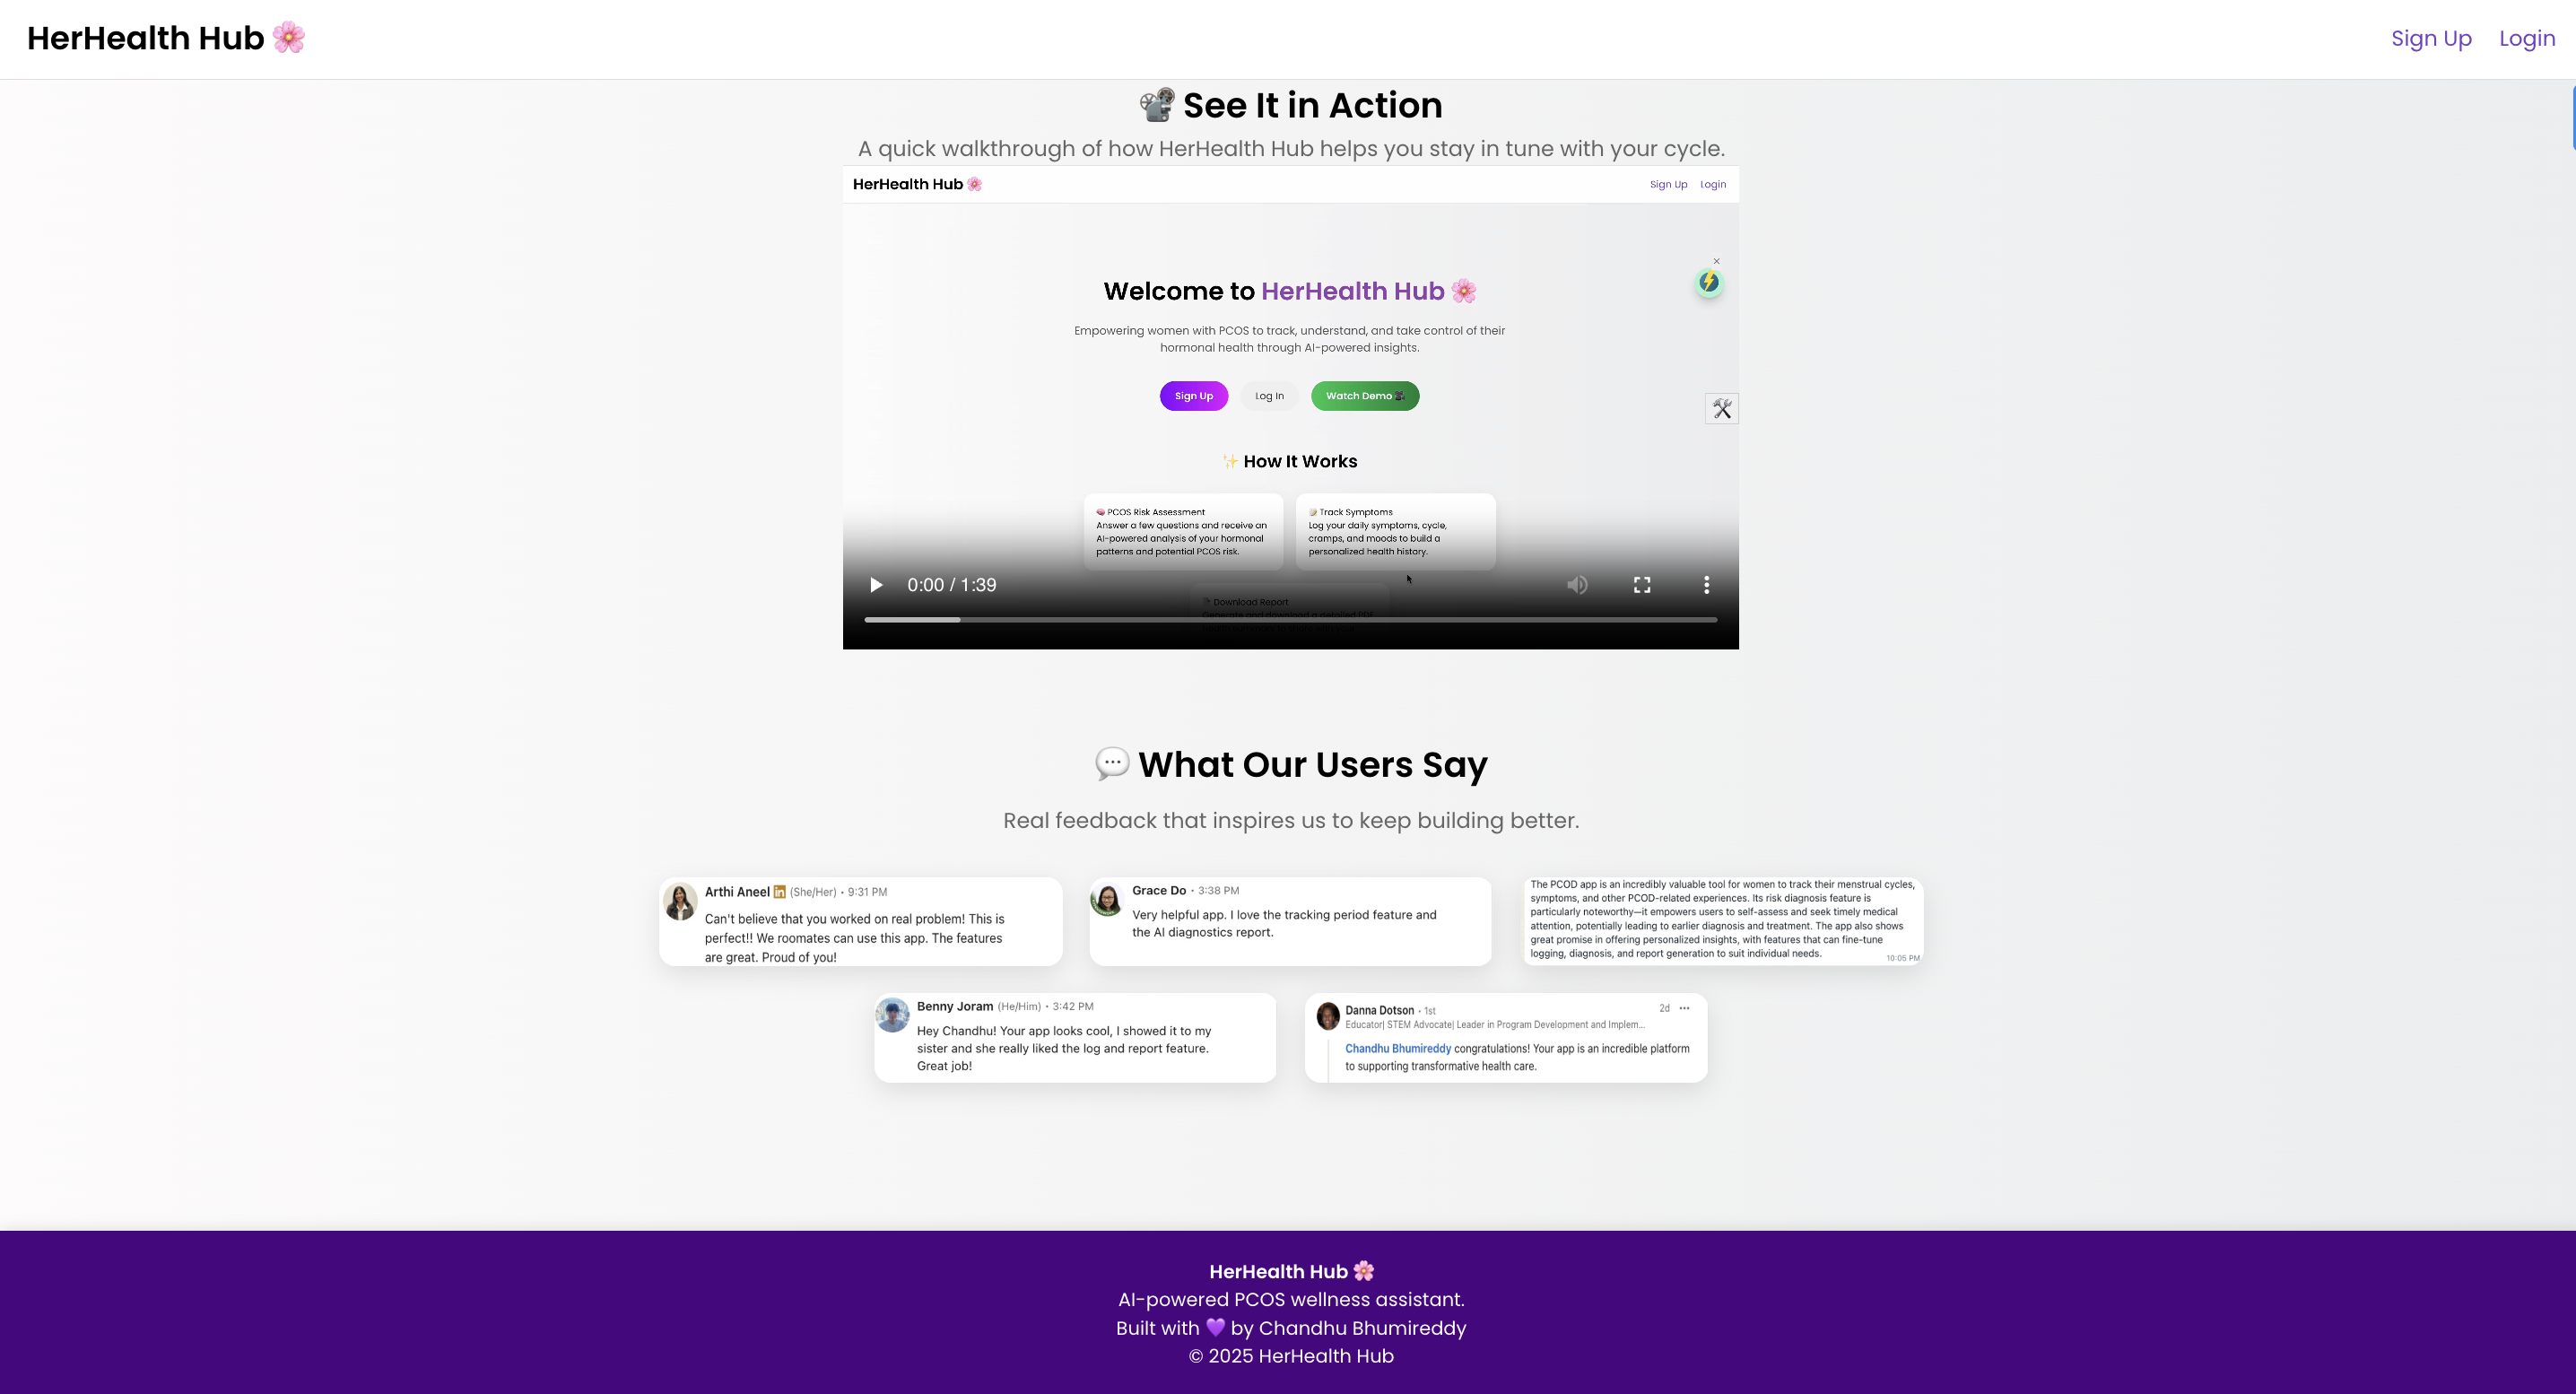 HerHealth Hub 🌸
Sign Up Login
📽️ See It in Action
A quick walkthrough of how HerHealth Hub helps you stay in tune with your cycle.
HerHealth Hub 🌸
Sign Up Login
Welcome to HerHealth Hub 🌸
Empowering women with PCOS to track, understand, and take control of their
hormonal health through AI-powered insights.
Sign Up Log In Watch Demo 🎥
✨ How It Works
🧠 PCOS Risk Assessment
Answer a few questions and receive an
AI-powered analysis of your hormonal
patterns and potential PCOS risk.
📝 Track Symptoms
Log your daily symptoms, cycle,
cramps, and moods to build a
personalized health history.
Download Report
Generate and download a detailed PDF
0:00 / 1:39
💬 What Our Users Say
Real feedback that inspires us to keep building better.
Arthi Aneel in (She/Her) • 9:31 PM
Can't believe that you worked on real problem! This is
perfect!! We roomates can use this app. The features
are great. Proud of you!
Grace Do • 3:38 PM
Very helpful app. I love the tracking period feature and
the AI diagnostics report.
The PCOD app is an incredibly valuable tool for women to track their menstrual cycles,
symptoms, and other PCOD-related experiences. Its risk diagnosis feature is
particularly noteworthy—it empowers users to self-assess and seek timely medical
attention, potentially leading to earlier diagnosis and treatment. The app also shows
great promise in offering personalized insights, with features that can fine-tune
logging, diagnosis, and report generation to suit individual needs.
10:05 PM
Benny Joram (He/Him) • 3:42 PM
Hey Chandhu! Your app looks cool, I showed it to my
sister and she really liked the log and report feature.
Great job!
Danna Dotson • 1st
2d •••
Educator| STEM Advocate| Leader in Program Development and Implem...
Chandhu Bhumireddy congratulations! Your app is an incredible platform
to supporting transformative health care.
HerHealth Hub 🌸
AI-powered PCOS wellness assistant.
Built with 💜 by Chandhu Bhumireddy
© 2025 HerHealth Hub